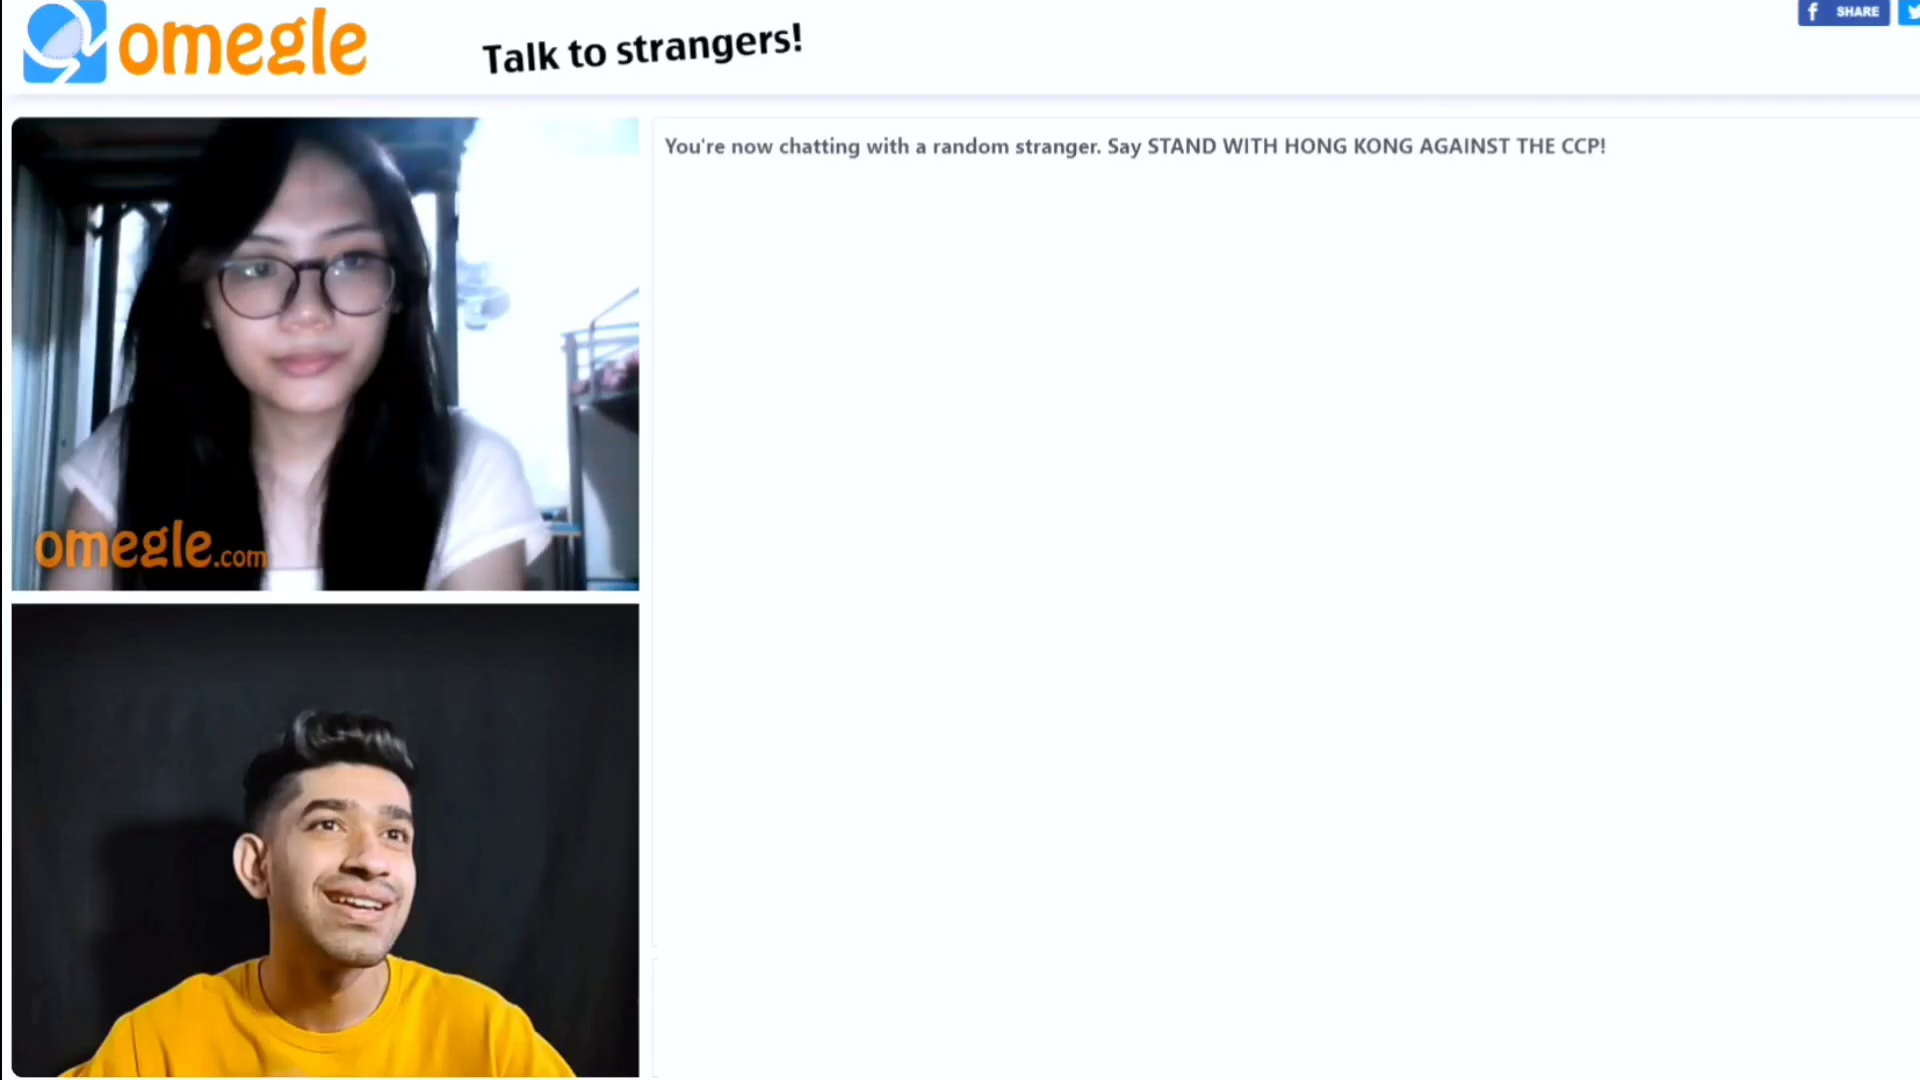 omegle
Talk to strangers!
f SHARE
You're now chatting with a random stranger. Say STAND WITH HONG KONG AGAINST THE CCP!
omegle.com